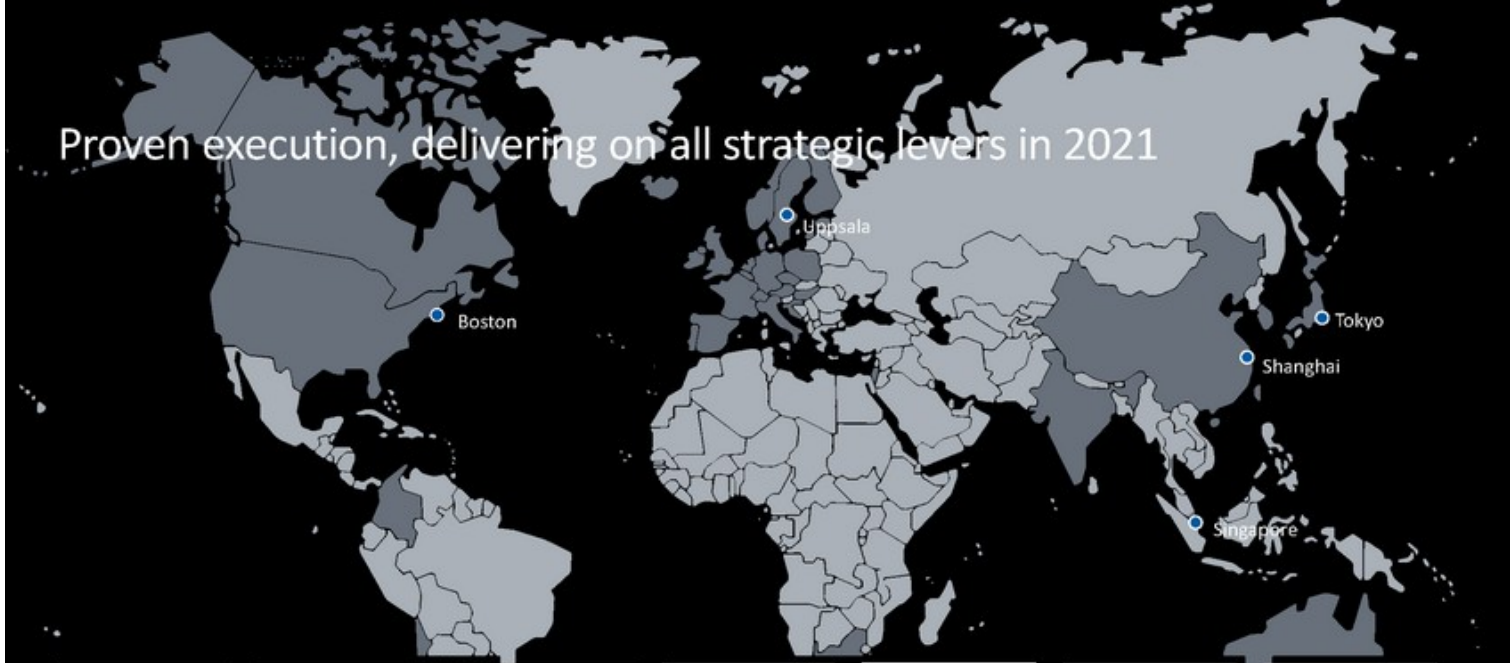 Proven execution, delivering on all strategic levers in 2021
Uppsala
Boston
Tokyo
Shanghai
Singapore